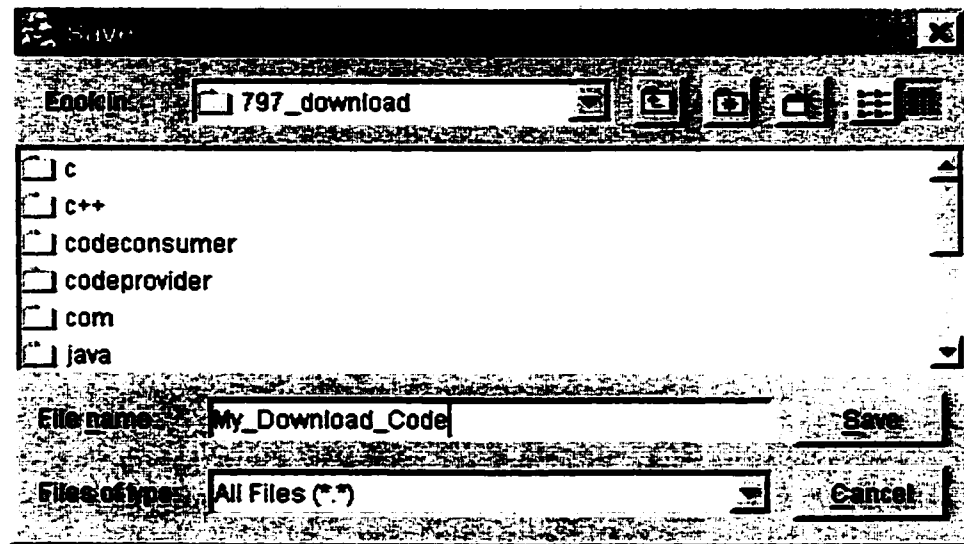 Save
Look in: 797_download
c
c++
codeconsumer
codeprovider
com
java
File name: My_Download_Code Save
Files of type: All Files (*.*) Cancel